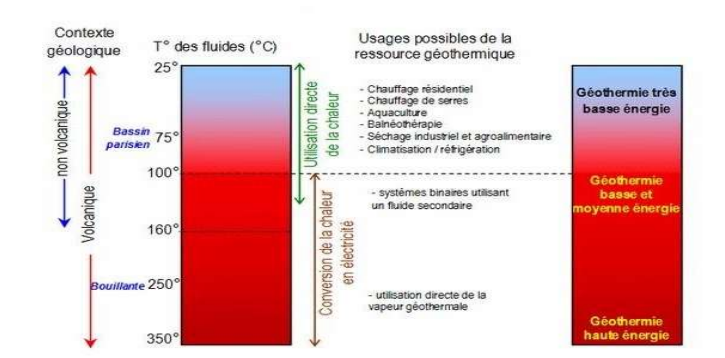 Contexte
géologique
T° des fluides (°C)
Usages possibles de la
ressource géothermique
non volcanique
Volcanique
Bassin
parisien
Bouillante
25°
75°
100°
160°
250°
350°
Utilisation directe
de la chaleur
Conversion de la chaleur
en électricité
- Chauffage résidentiel
- Chauffage de serres
- Aquaculture
- Balnéothérapie
- Séchage industriel et agroalimentaire
- Climatisation / réfrigération
- systèmes binaires utilisant
un fluide secondaire
- utilisation directe de la
vapeur géothermale
Géothermie très
basse énergie
Géothermie
basse et
moyenne énergie
Géothermie
haute énergie